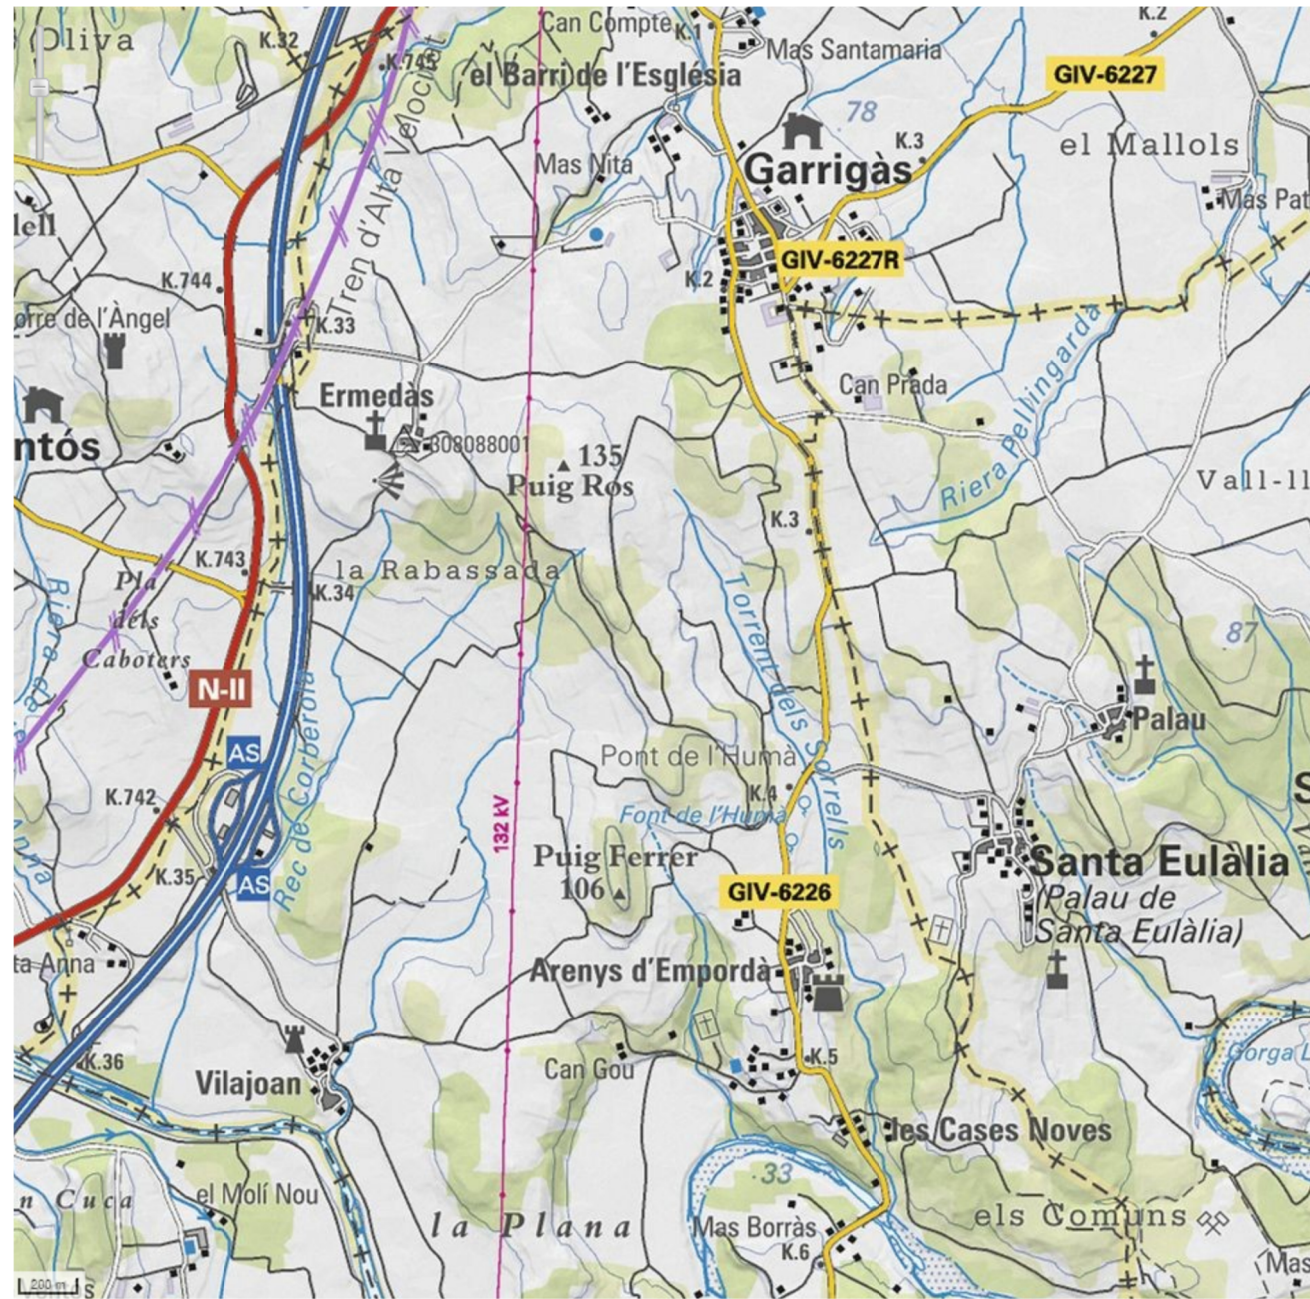 Oliva
K.32
Can Compte
K.1
K.2
K.745
el Barri de l'Església
Mas Santamaria
GIV-6227
78
K.3
el Mallols
Mas Nita
Garrigàs
Tren d'Alta Velocitat
Mas Pat
lell
GIV-6227R
K.744
K.2
orre de l'Àngel
K.33
Riera Pellingarda
Ermedàs
Can Prada
ntós
308088001
135
Puig Ros
Vall-ll
K.3
K.743
la Rabassada
Pla
dels
Caboters
K.34
Riera de
Torrent dels Sorrells
87
N-II
Palau
AS
Pont de l'Humà
K.742
Rec de Corberola
K.4
132 kV
Font de l'Humà
S
Anna
Puig Ferrer
106
Santa Eulàlia
(Palau de
Santa Eulàlia)
K.35
AS
GIV-6226
ta Anna
Arenys d'Empordà
K.36
Vilajoan
Can Gou
K.5
Gorga L
les Cases Noves
33
n Cuca
el Molí Nou
la Plana
Mas Borràs
K.6
els Comuns
Mas
200 m